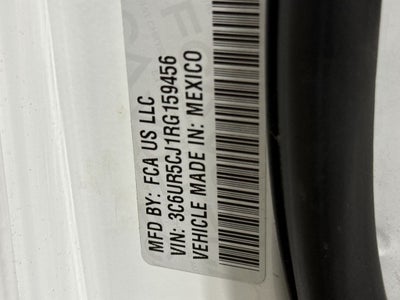 MFD BY: FCA US LLC
VIN: 3C6UR5CJ1RG159456
VEHICLE MADE IN: MEXICO